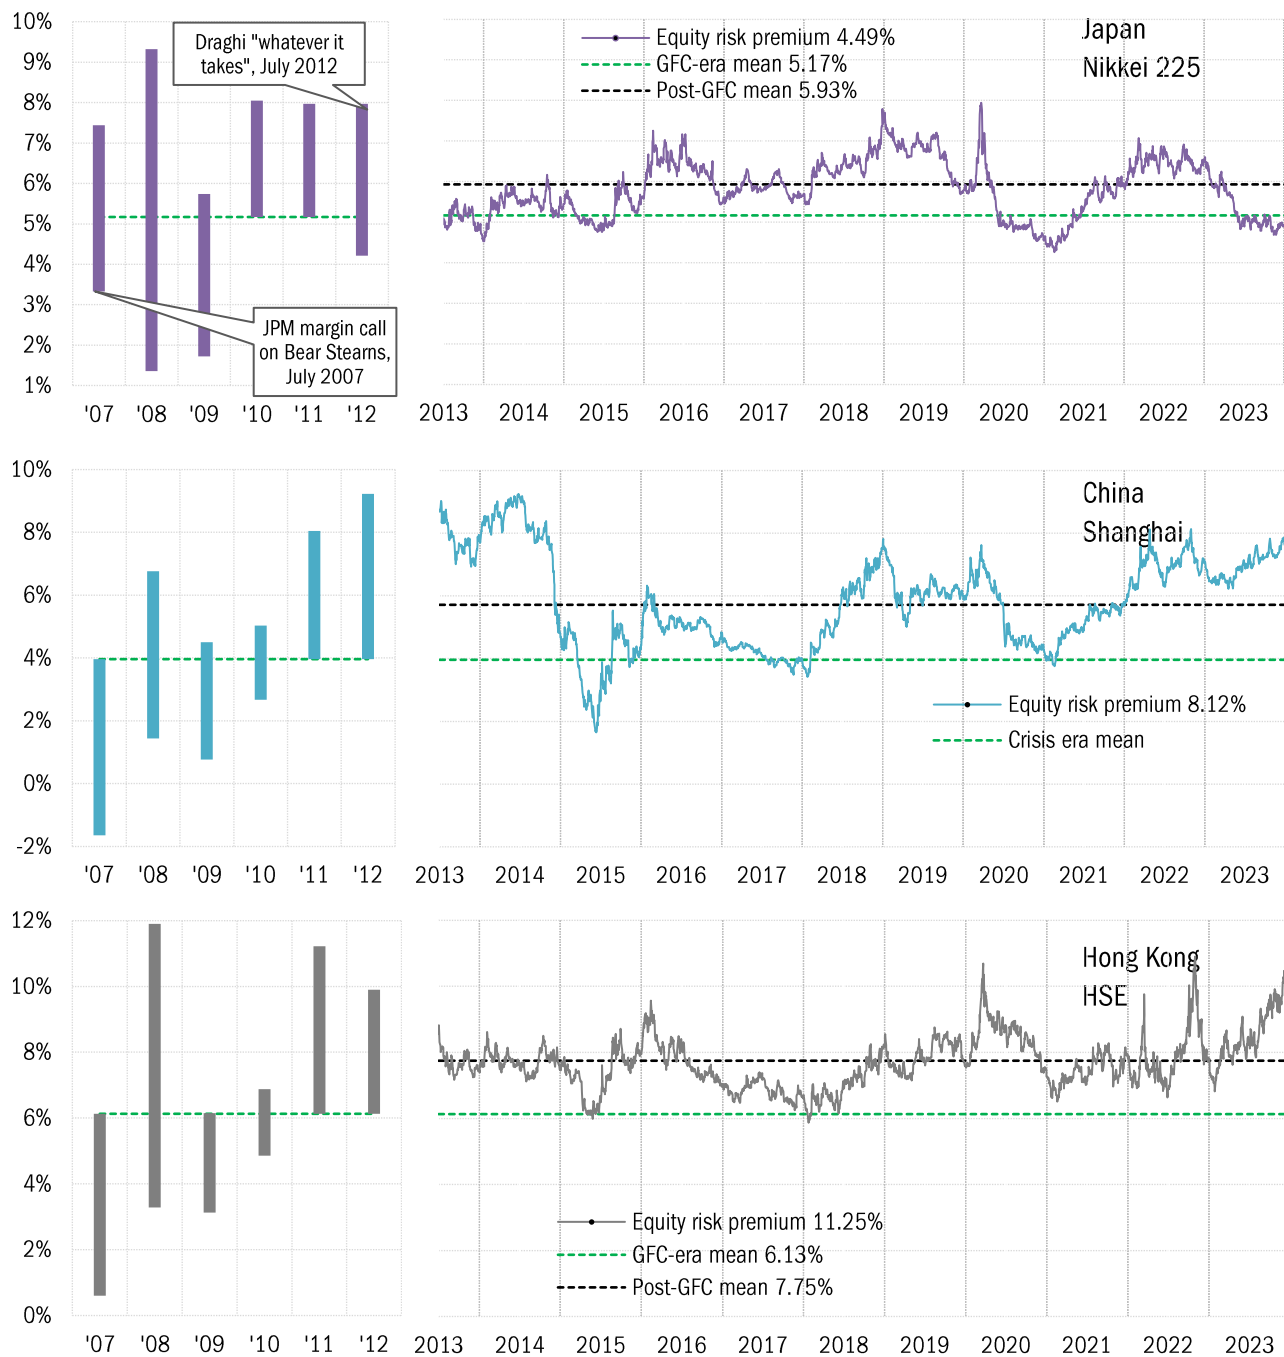 10%
9%
8%
7%
6%
5%
4%
3%
2%
1%
Draghi "whatever it
takes", July 2012
JPM margin call
on Bear Stearns,
July 2007
'07 '08 '09 '10 '11 '12
Equity risk premium 4.49%
GFC-era mean 5.17%
Post-GFC mean 5.93%
Japan
Nikkei 225
2013 2014 2015 2016 2017 2018 2019 2020 2021 2022 2023
10%
8%
6%
4%
2%
0%
-2%
'07 '08 '09 '10 '11 '12
China
Shanghai
Equity risk premium 8.12%
Crisis era mean
2013 2014 2015 2016 2017 2018 2019 2020 2021 2022 2023
12%
10%
8%
6%
4%
2%
0%
'07 '08 '09 '10 '11 '12
Hong Kong
HSE
Equity risk premium 11.25%
GFC-era mean 6.13%
Post-GFC mean 7.75%
2013 2014 2015 2016 2017 2018 2019 2020 2021 2022 2023